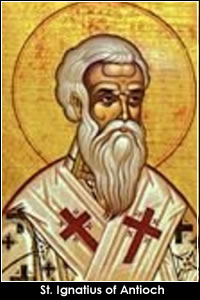 St. Ignatius of Antioch